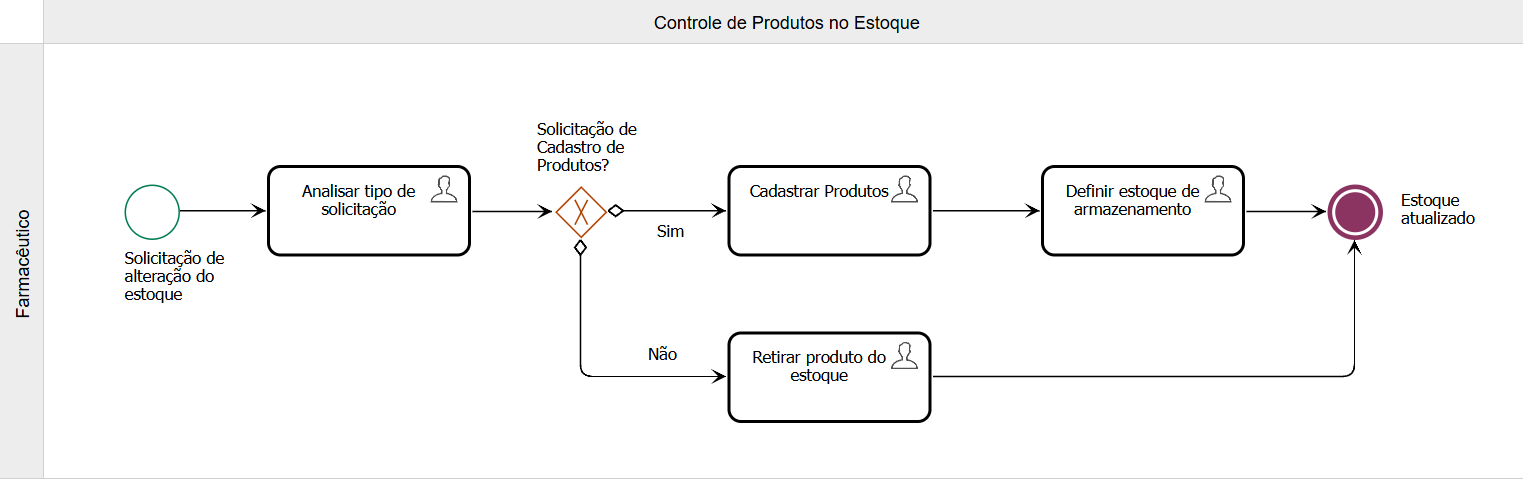 Controle de Produtos no Estoque
Farmacêutico
Solicitação de
alteração do
estoque
Analisar tipo de
solicitação
Solicitação de
Cadastro de
Produtos?
Sim
Não
Cadastrar Produtos
Definir estoque de
armazenamento
Retirar produto do
estoque
Estoque
atualizado